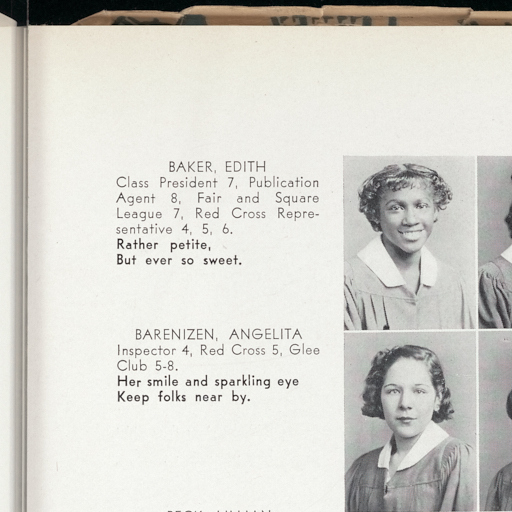 BAKER, EDITH
Class President 7, Publication
Agent 8, Fair and Square
League 7, Red Cross Repre-
sentative 4, 5, 6.
Rather petite,
But ever so sweet.
BARENIZEN, ANGELITA
Inspector 4, Red Cross 5, Glee
Club 5-8.
Her smile and sparkling eye
Keep folks near by.